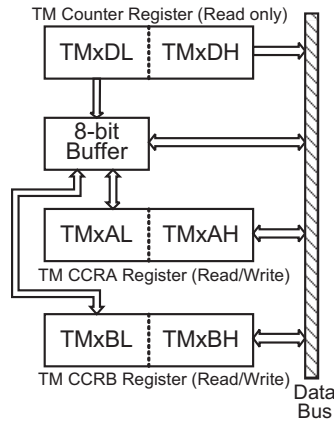 TM Counter Register (Read only)
TMxDL TMxDH
8-bit
Buffer
TMxAL TMxAH
TM CCRA Register (Read/Write)
TMxBL TMxBH
TM CCRB Register (Read/Write)
Data
Bus